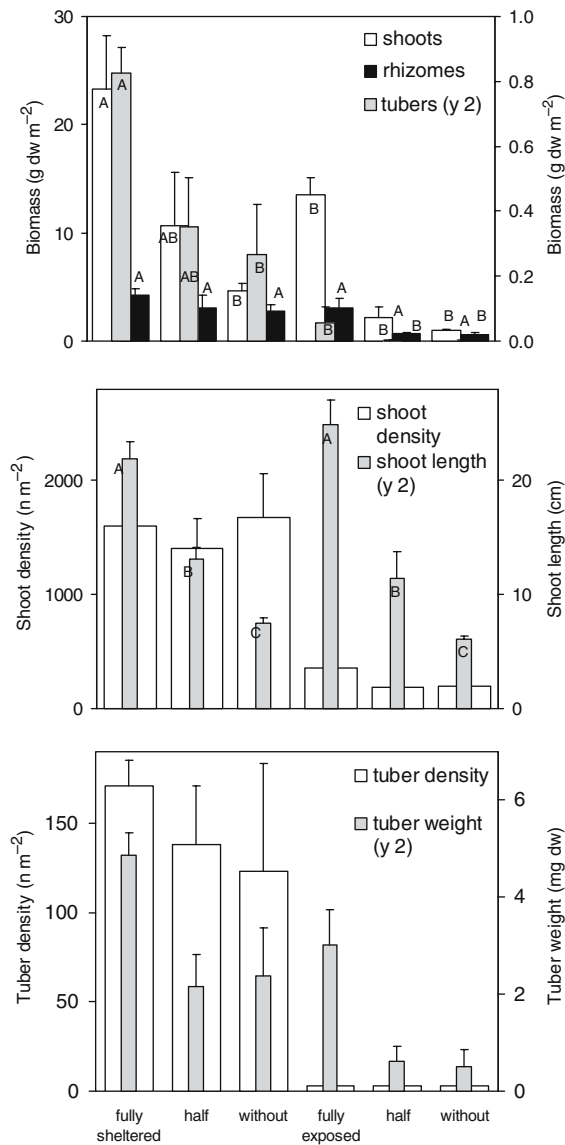 30
20
10
0
Biomass (g dw m⁻²)
1.0
0.8
0.6
0.4
0.2
0.0
Biomass (g dw m⁻²)
shoots
rhizomes
tubers (y 2)
A A A AB AB A B B A B B A B A B B A B
2000
1000
0
Shoot density (n m⁻²)
20
10
0
Shoot length (cm)
shoot
density
shoot length
(y 2)
A B C A B C
150
100
50
0
Tuber density (n m⁻²)
6
4
2
0
Tuber weight (mg dw)
tuber density
tuber weight
(y 2)
fully half without fully half without
sheltered exposed